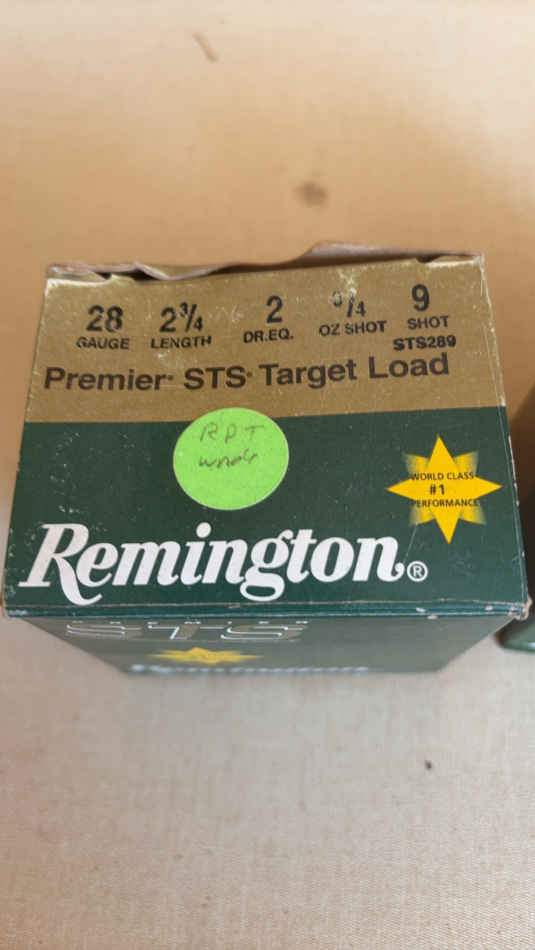 28 2¾ 2 3/4 9
GAUGE LENGTH DR.EQ. OZ SHOT SHOT
STS289
Premier® STS® Target Load
RPT
WORLD CLASS
#1
PERFORMANCE
Remington®
STS